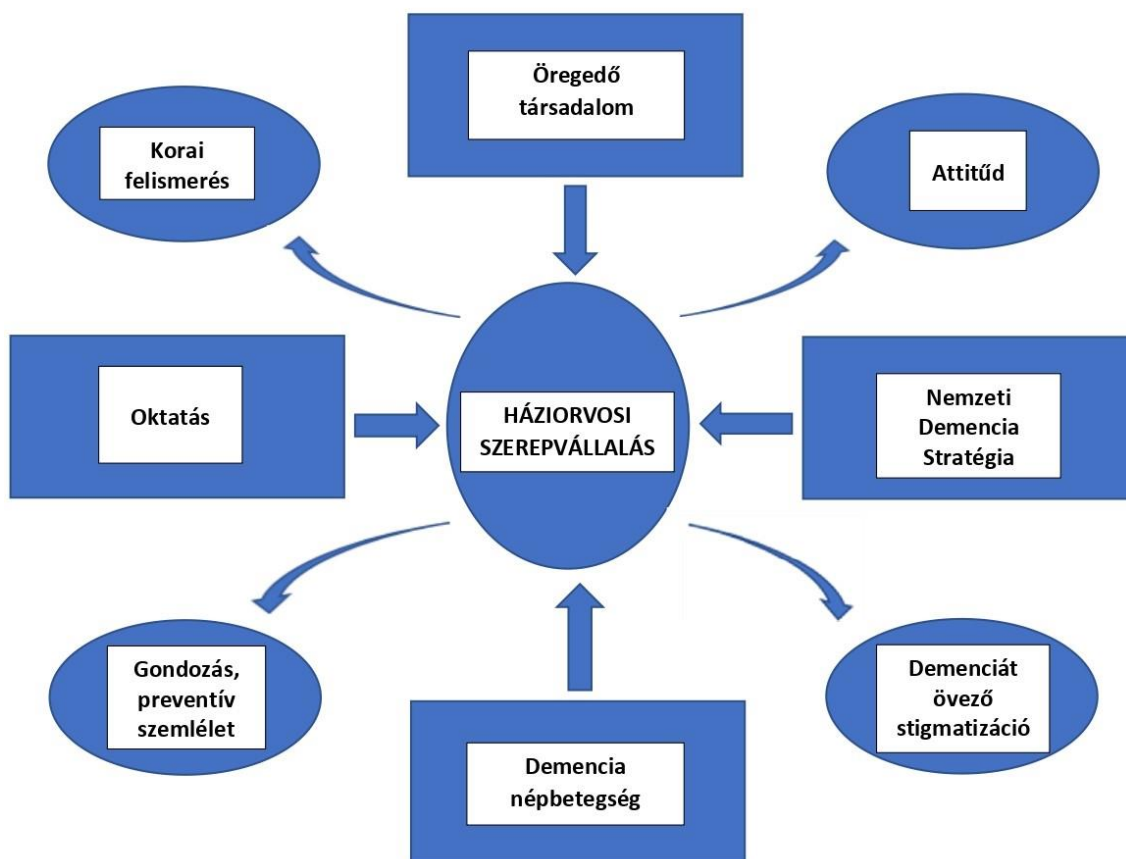 Öregedő
társadalom
Korai
felismerés
Attitűd
Oktatás
HÁZIORVOSI
SZEREPVÁLLALÁS
Nemzeti
Demencia
Stratégia
Gondozás,
preventív
szemlélet
Demencia
népbetegség
Demenciát
övező
stigmatizáció